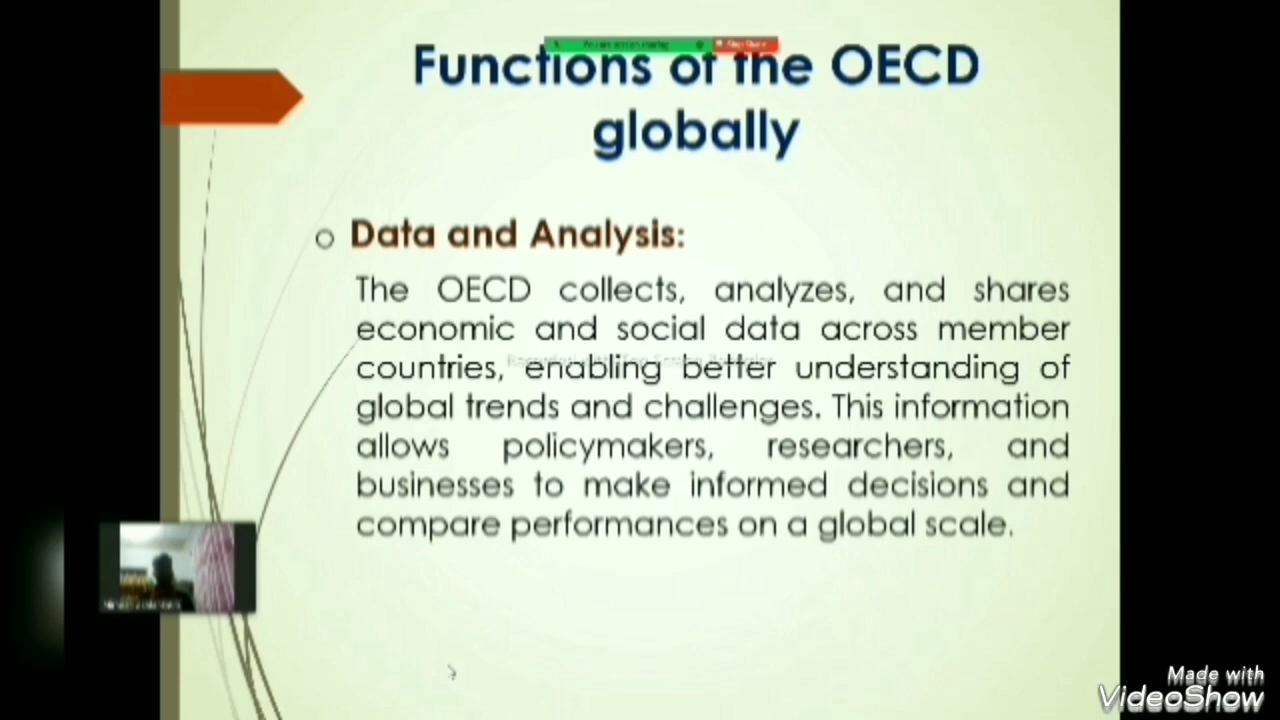 Functions of the OECD
globally
Data and Analysis:
The OECD collects, analyzes, and shares
economic and social data across member
countries, enabling better understanding of
global trends and challenges. This information
allows policymakers, researchers, and
businesses to make informed decisions and
compare performances on a global scale.
Made with
VideoShow